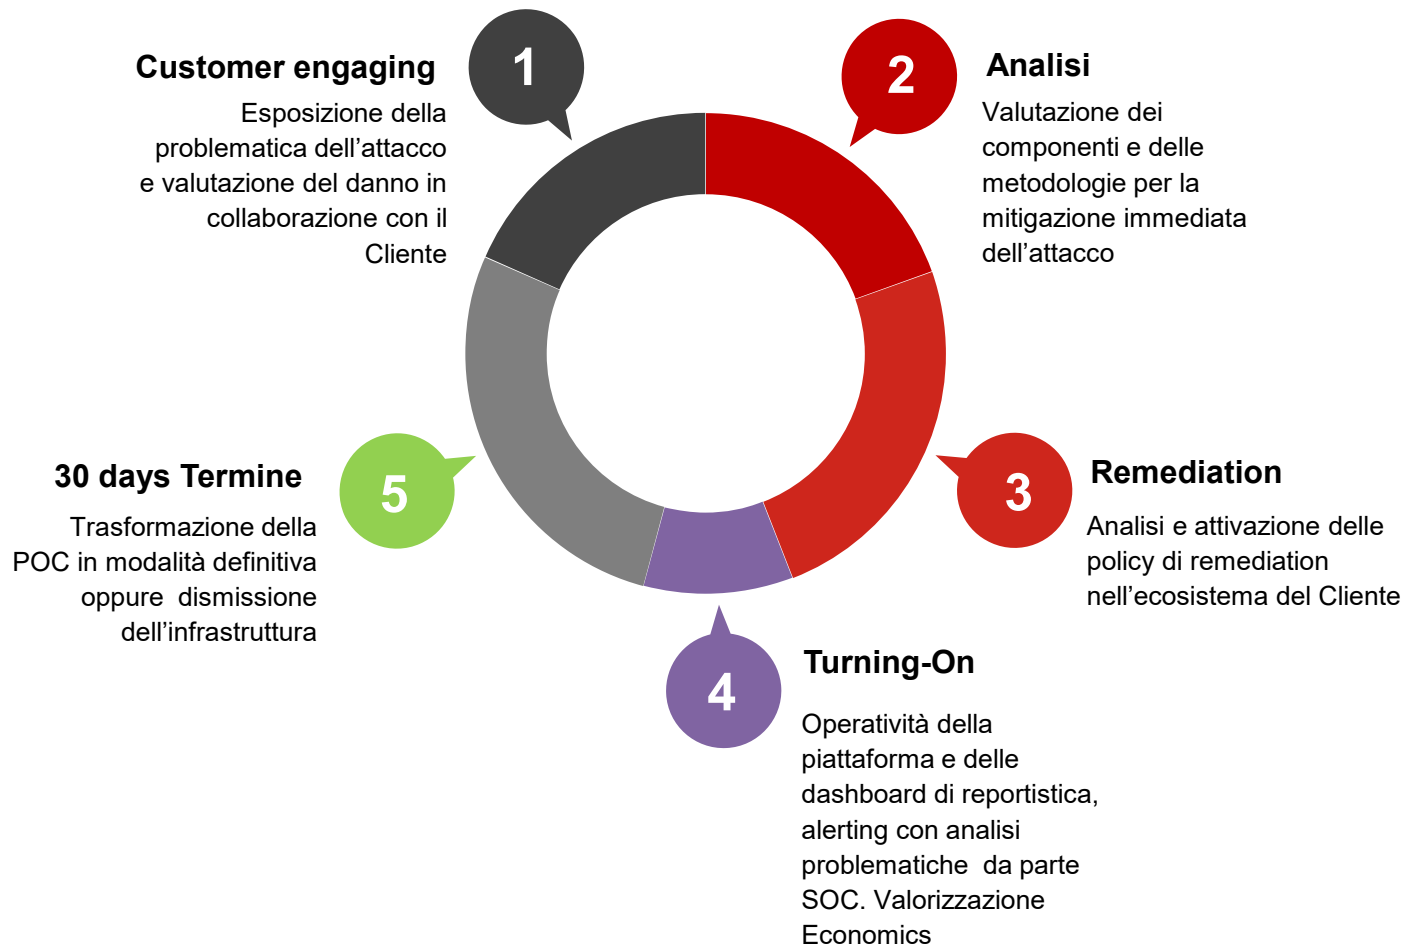 1
Customer engaging
Esposizione della
problematica dell’attacco
e valutazione del danno in
collaborazione con il
Cliente
2
Analisi
Valutazione dei
componenti e delle
metodologie per la
mitigazione immediata
dell’attacco
3
Remediation
Analisi e attivazione delle
policy di remediation
nell’ecosistema del Cliente
4
Turning-On
Operatività della
piattaforma e delle
dashboard di reportistica,
alerting con analisi
problematiche  da parte
SOC. Valorizzazione
Economics
5
30 days Termine
Trasformazione della
POC in modalità definitiva
oppure  dismissione
dell’infrastruttura